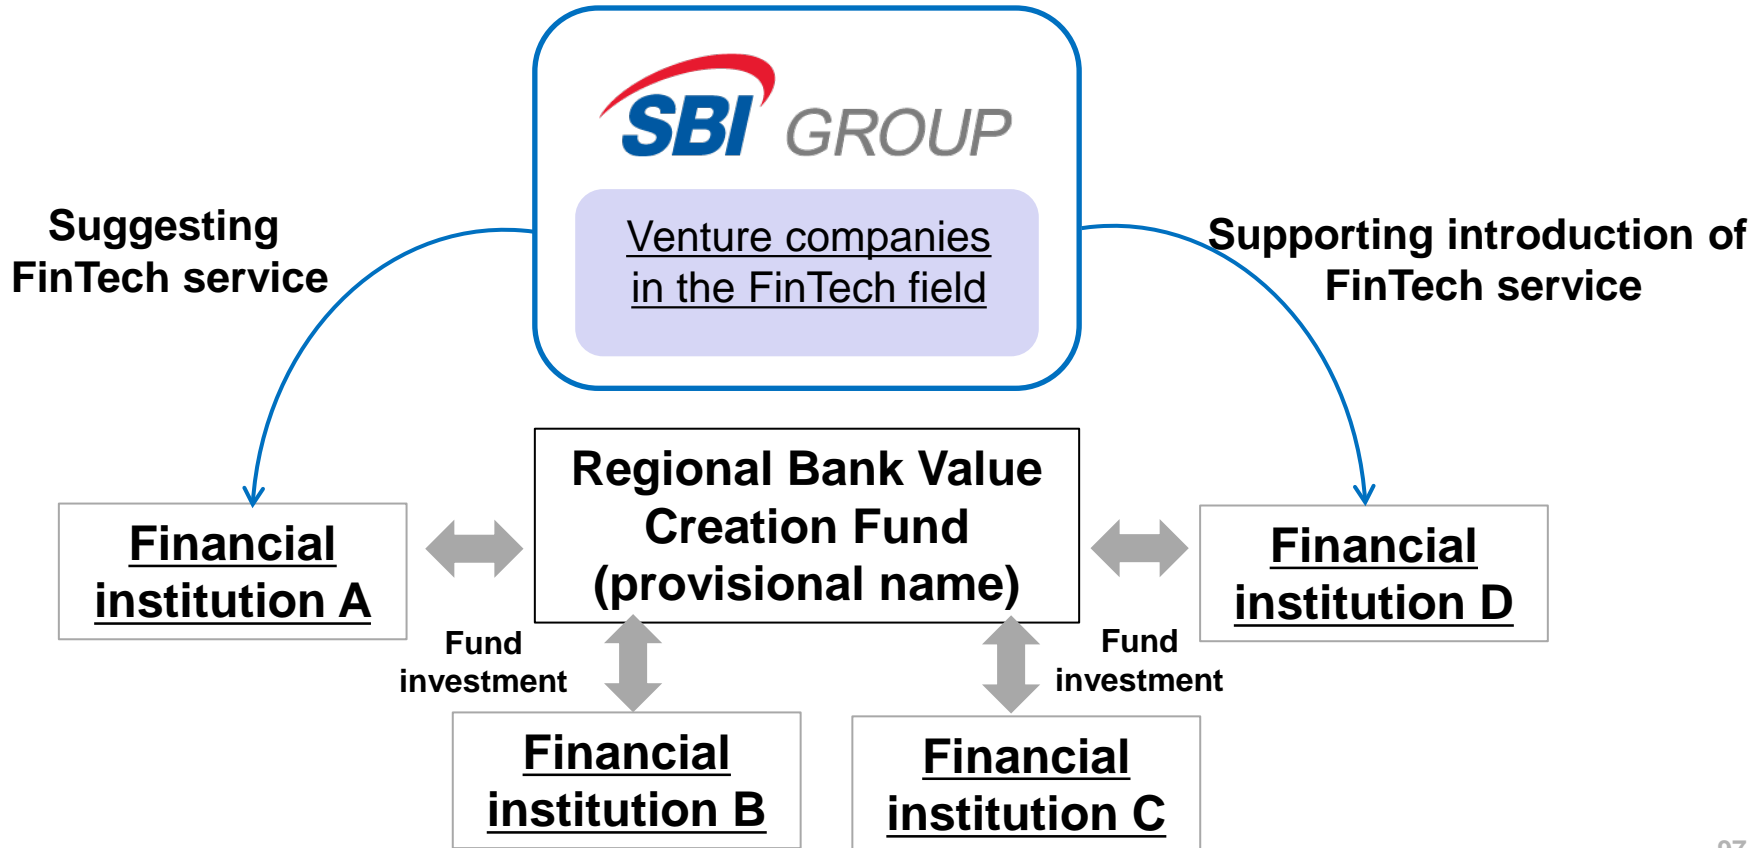 SBI GROUP
Suggesting
FinTech service
Venture companies
in the FinTech field
Supporting introduction of
FinTech service
Regional Bank Value
Creation Fund
(provisional name)
Financial
institution A
Financial
institution D
Fund
investment
Fund
investment
Financial
institution B
Financial
institution C